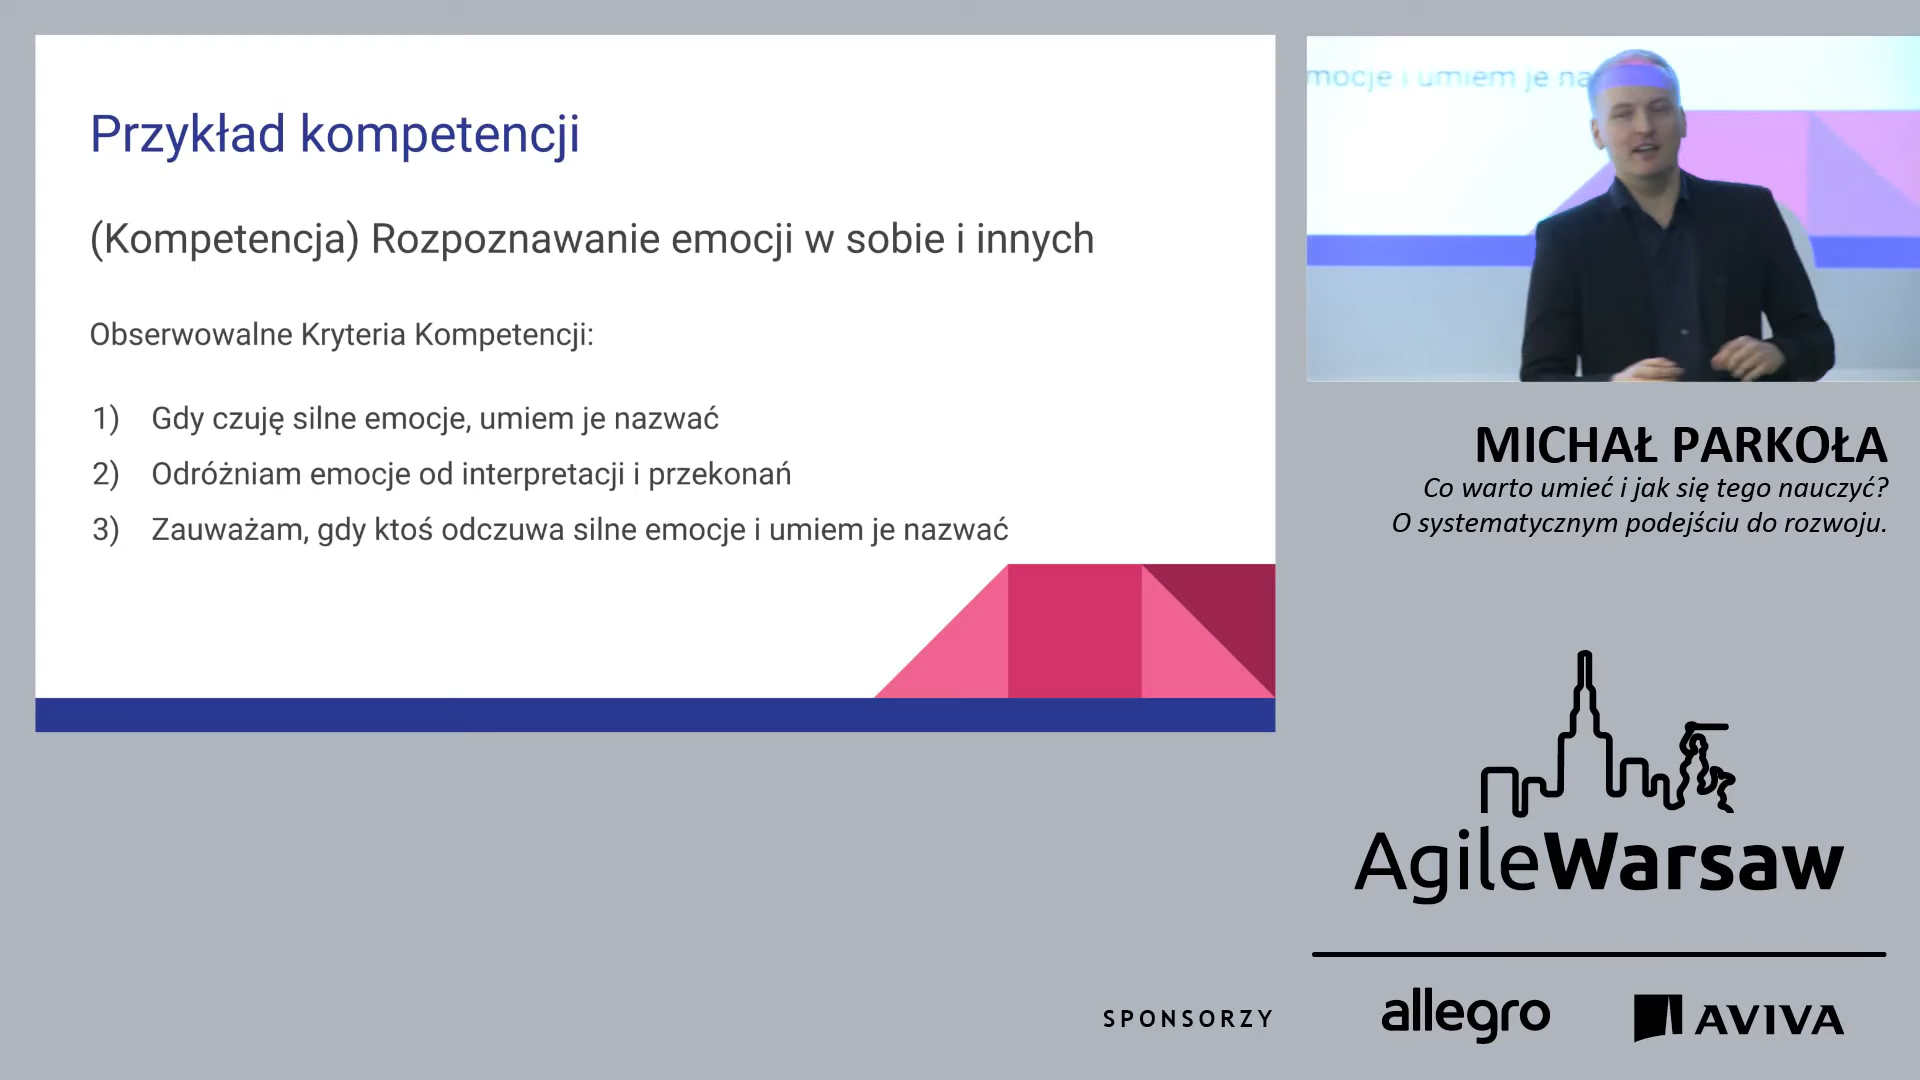 Przykład kompetencji
(Kompetencja) Rozpoznawanie emocji w sobie i innych
Obserwowalne Kryteria Kompetencji:
1) Gdy czuję silne emocje, umiem je nazwać
2) Odróżniam emocje od interpretacji i przekonań
3) Zauważam, gdy ktoś odczuwa silne emocje i umiem je nazwać
mocje i umiem je na
MICHAŁ PARKOŁA
Co warto umieć i jak się tego nauczyć?
O systematycznym podejściu do rozwoju.
AgileWarsaw
SPONSORZY
allegro
AVIVA